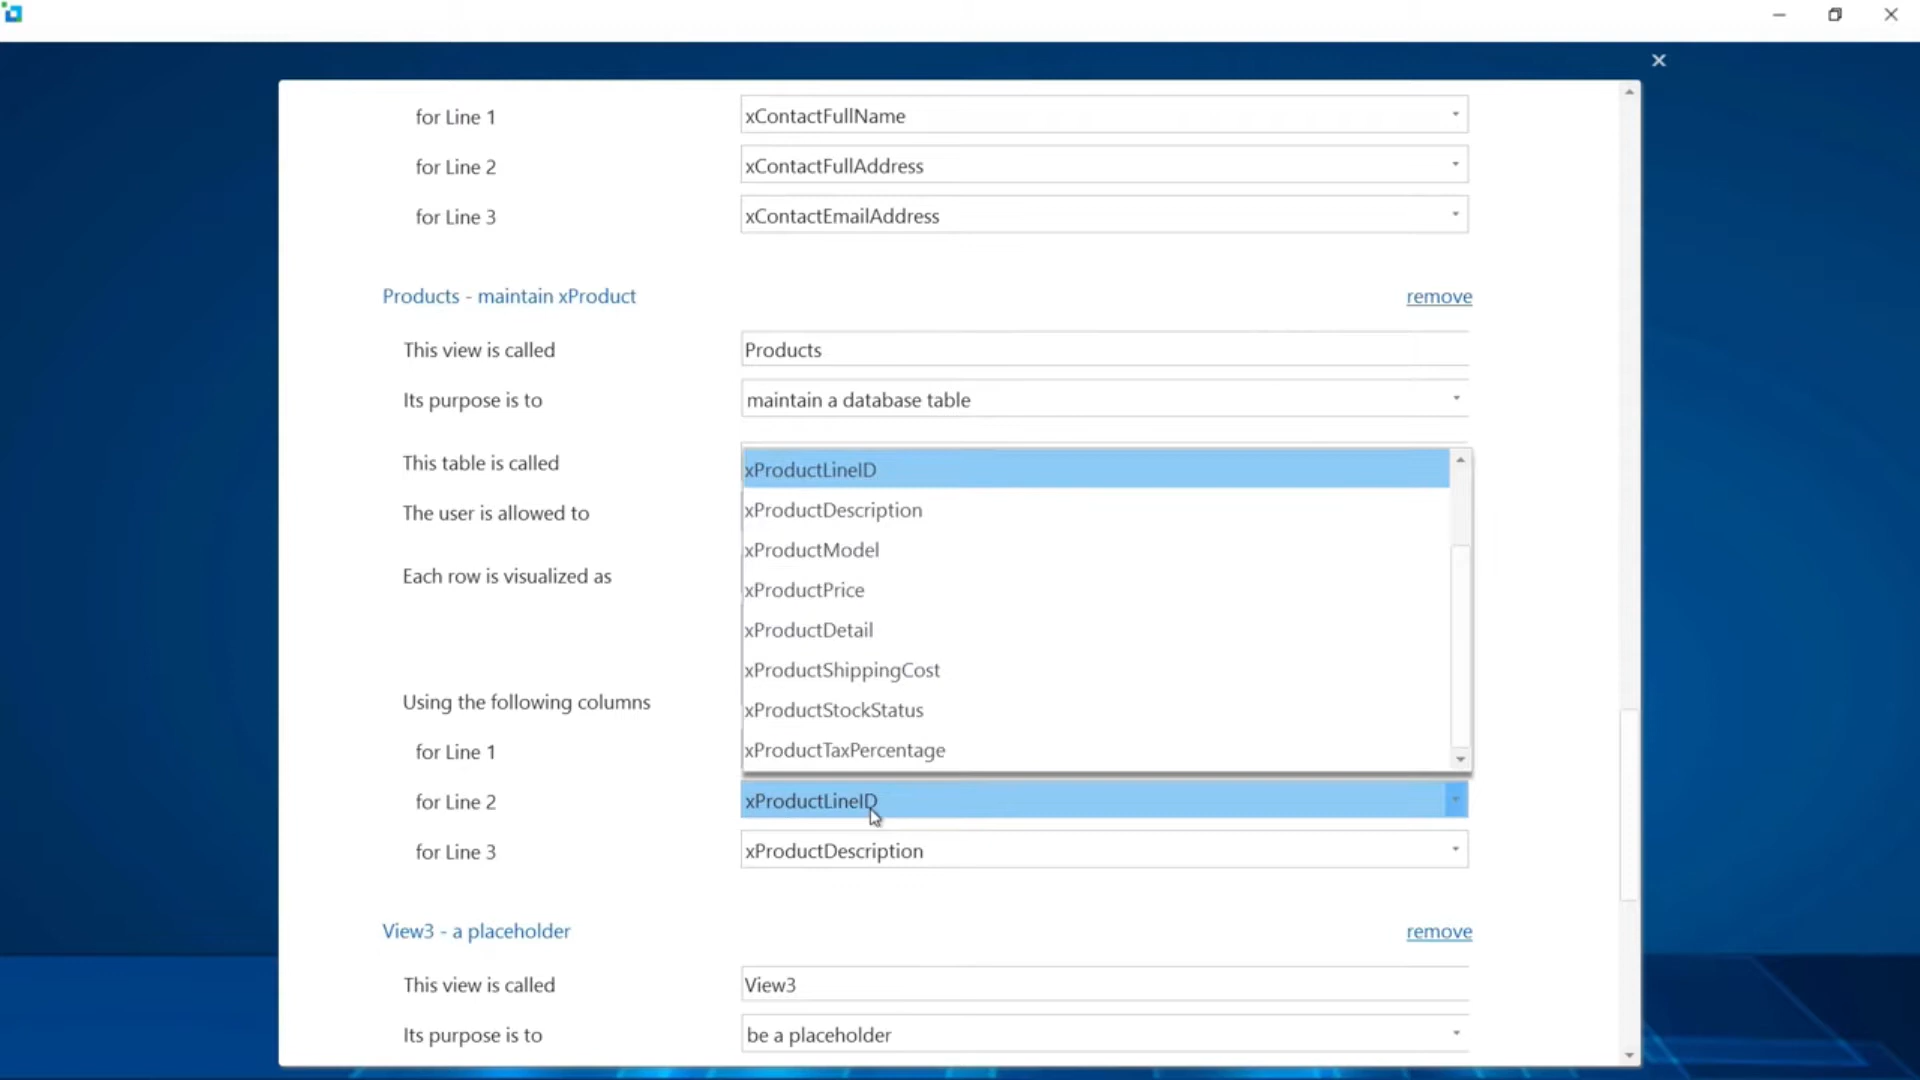 for Line 1 xContactFullName
for Line 2 xContactFullAddress
for Line 3 xContactEmailAddress
Products - maintain xProduct remove
This view is called Products
Its purpose is to maintain a database table
This table is called xProductLineID
xProductDescription
The user is allowed to
xProductModel
Each row is visualized as
xProductPrice
xProductDetail
xProductShippingCost
Using the following columns
xProductStockStatus
for Line 1 xProductTaxPercentage
for Line 2 xProductLineID
for Line 3 xProductDescription
View3 - a placeholder remove
This view is called View3
Its purpose is to be a placeholder